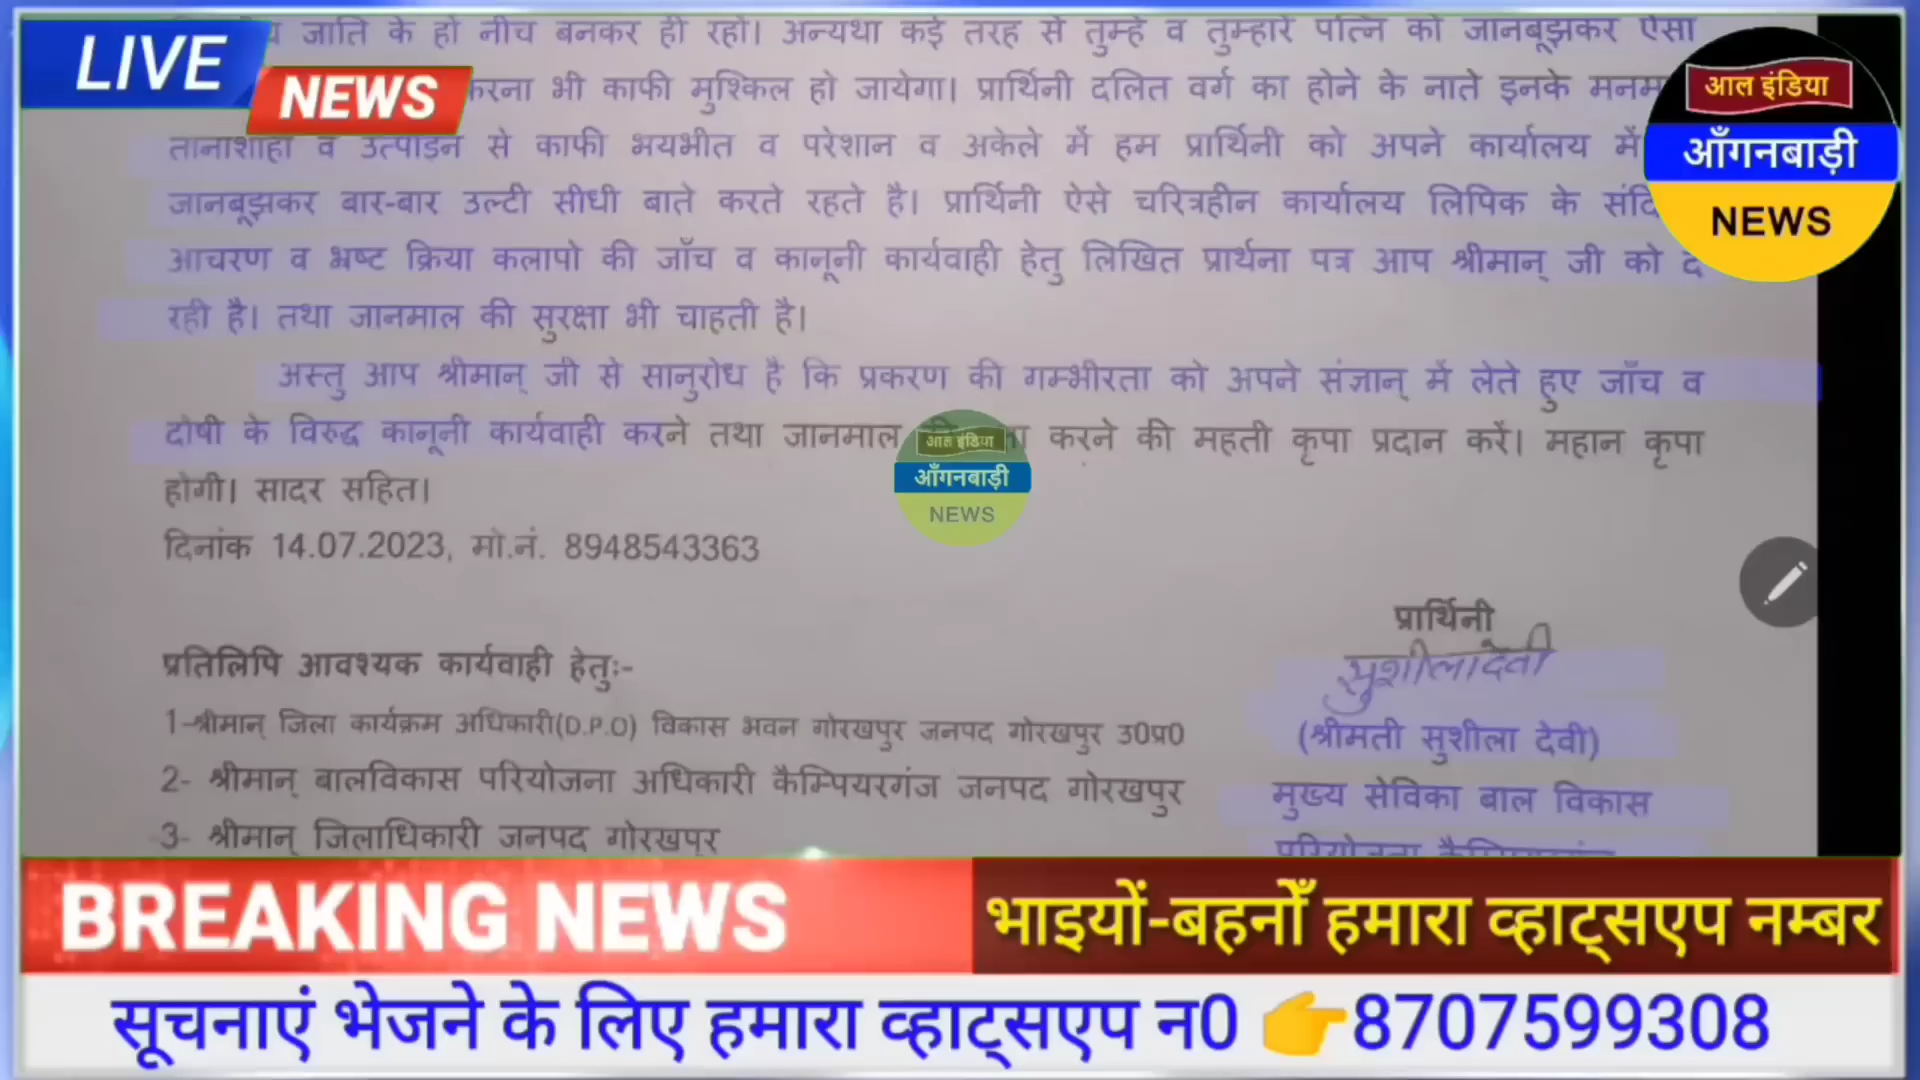 LIVE
NEWS
जाति के हो नीच बनकर ही रहो। अन्यथा कई तरह से तुम्हे व तुम्हारे पत्नि को जानबूझकर ऐसा
करना भी काफी मुश्किल हो जायेगा। प्रार्थिनी दलित वर्ग का होने के नाते इनके
तानाशाही व उत्पीड़न से काफी भयभीत व परेशान व अकेले में हम प्रार्थिनी को अपने कार्यालय में
जानबूझकर बार-बार उल्टी सीधी बाते करते रहते है। प्रार्थिनी ऐसे चरित्रहीन कार्यालय लिपिक के
आचरण व भ्रष्ट क्रिया कलापो की जाँच व कानूनी कार्यवाही हेतु लिखित प्रार्थना पत्र आप श्रीमान् जी को दे
रही है। तथा जानमाल की सुरक्षा भी चाहती है।
अस्तु आप श्रीमान् जी से सानुरोध है कि प्रकरण की गम्भीरता को अपने संज्ञान् में लेते हुए जाँच व
दोषी के विरुद्ध कानूनी कार्यवाही करने तथा जानमाल करने की महती कृपा प्रदान करें। महान कृपा
होगी। सादर सहित।
दिनांक 14.07.2023, मो.नं. 8948543363
प्रार्थिनी
सुशीला देवी
(श्रीमती सुशीला देवी)
मुख्य सेविका बाल विकास
परियोजना कैम्पियरगंज
प्रतिलिपि आवश्यक कार्यवाही हेतुः-
1-श्रीमान् जिला कार्यक्रम अधिकारी(D.P.O) विकास भवन गोरखपुर जनपद गोरखपुर उ0प्र0
2- श्रीमान् बालविकास परियोजना अधिकारी कैम्पियरगंज जनपद गोरखपुर
3- श्रीमान् जिलाधिकारी जनपद गोरखपुर
आल इंडिया
आँगनबाड़ी
NEWS
आल इंडिया
आँगनबाड़ी
NEWS
BREAKING NEWS
भाइयों-बहनोँ हमारा व्हाट्सएप नम्बर
सूचनाएं भेजने के लिए हमारा व्हाट्सएप न0 👉8707599308